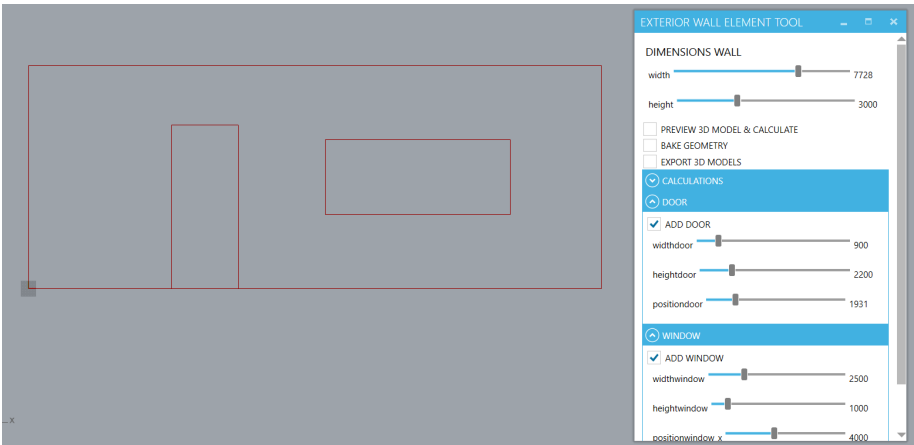 EXTERIOR WALL ELEMENT TOOL
DIMENSIONS WALL
width 7728
height 3000
PREVIEW 3D MODEL & CALCULATE
BAKE GEOMETRY
EXPORT 3D MODELS
CALCULATIONS
DOOR
ADD DOOR
widthdoor 900
heightdoor 2200
positiondoor 1931
WINDOW
ADD WINDOW
widthwindow 2500
heightwindow 1000
positionwindow_x 4000
x